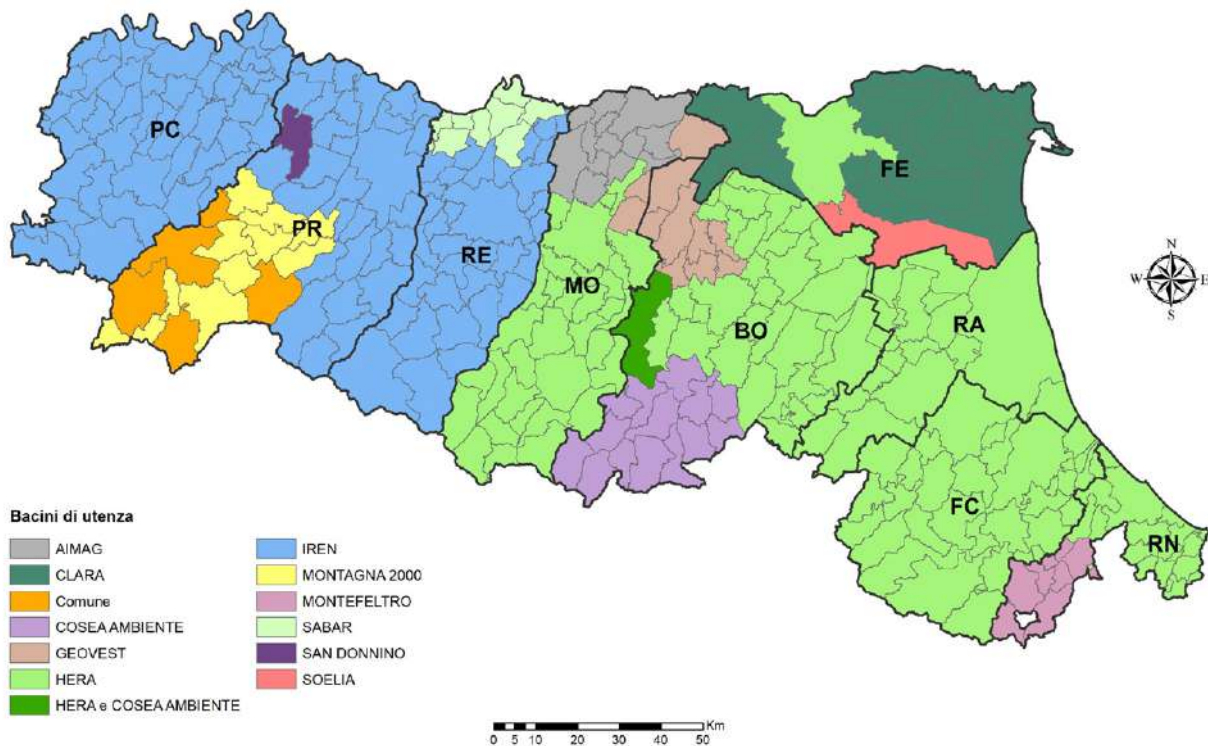 PC
FE
PR
RE
MO
BO
RA
FC
RN
N
W E
S
Bacini di utenza
AIMAG
CLARA
Comune
COSEA AMBIENTE
GEOVEST
HERA
HERA e COSEA AMBIENTE
IREN
MONTAGNA 2000
MONTEFELTRO
SABAR
SAN DONNINO
SOELIA
Km
0 5 10 20 30 40 50